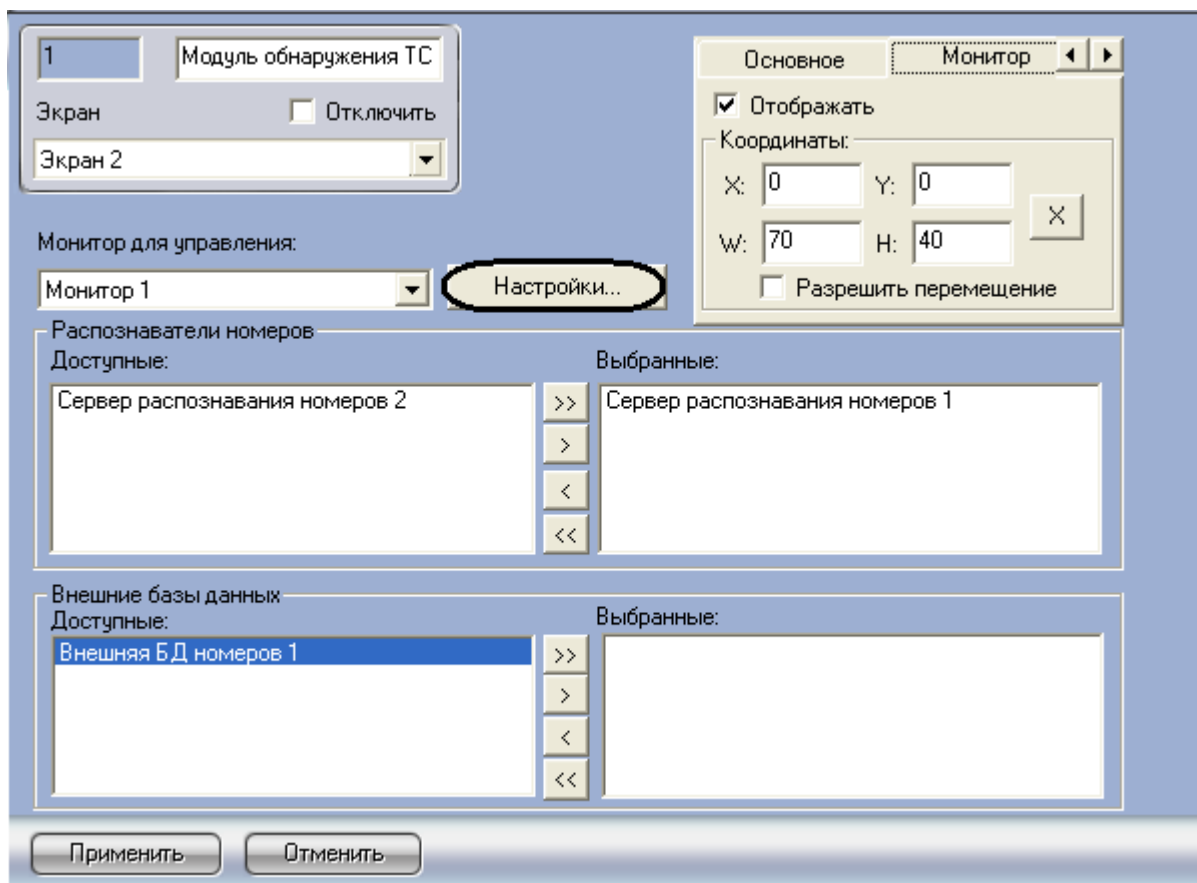 1 Модуль обнаружения ТС
Основное Монитор
Экран Отключить
Отображать
Экран 2
Координаты:
X: 0 Y: 0
X
W: 70 H: 40
Монитор для управления:
Монитор 1 Настройки...
Разрешить перемещение
Распознаватели номеров
Доступные: Выбранные:
Сервер распознавания номеров 2 >> Сервер распознавания номеров 1
>
<
<<
Внешние базы данных
Доступные: Выбранные:
Внешняя БД номеров 1 >>
>
<
<<
Применить Отменить